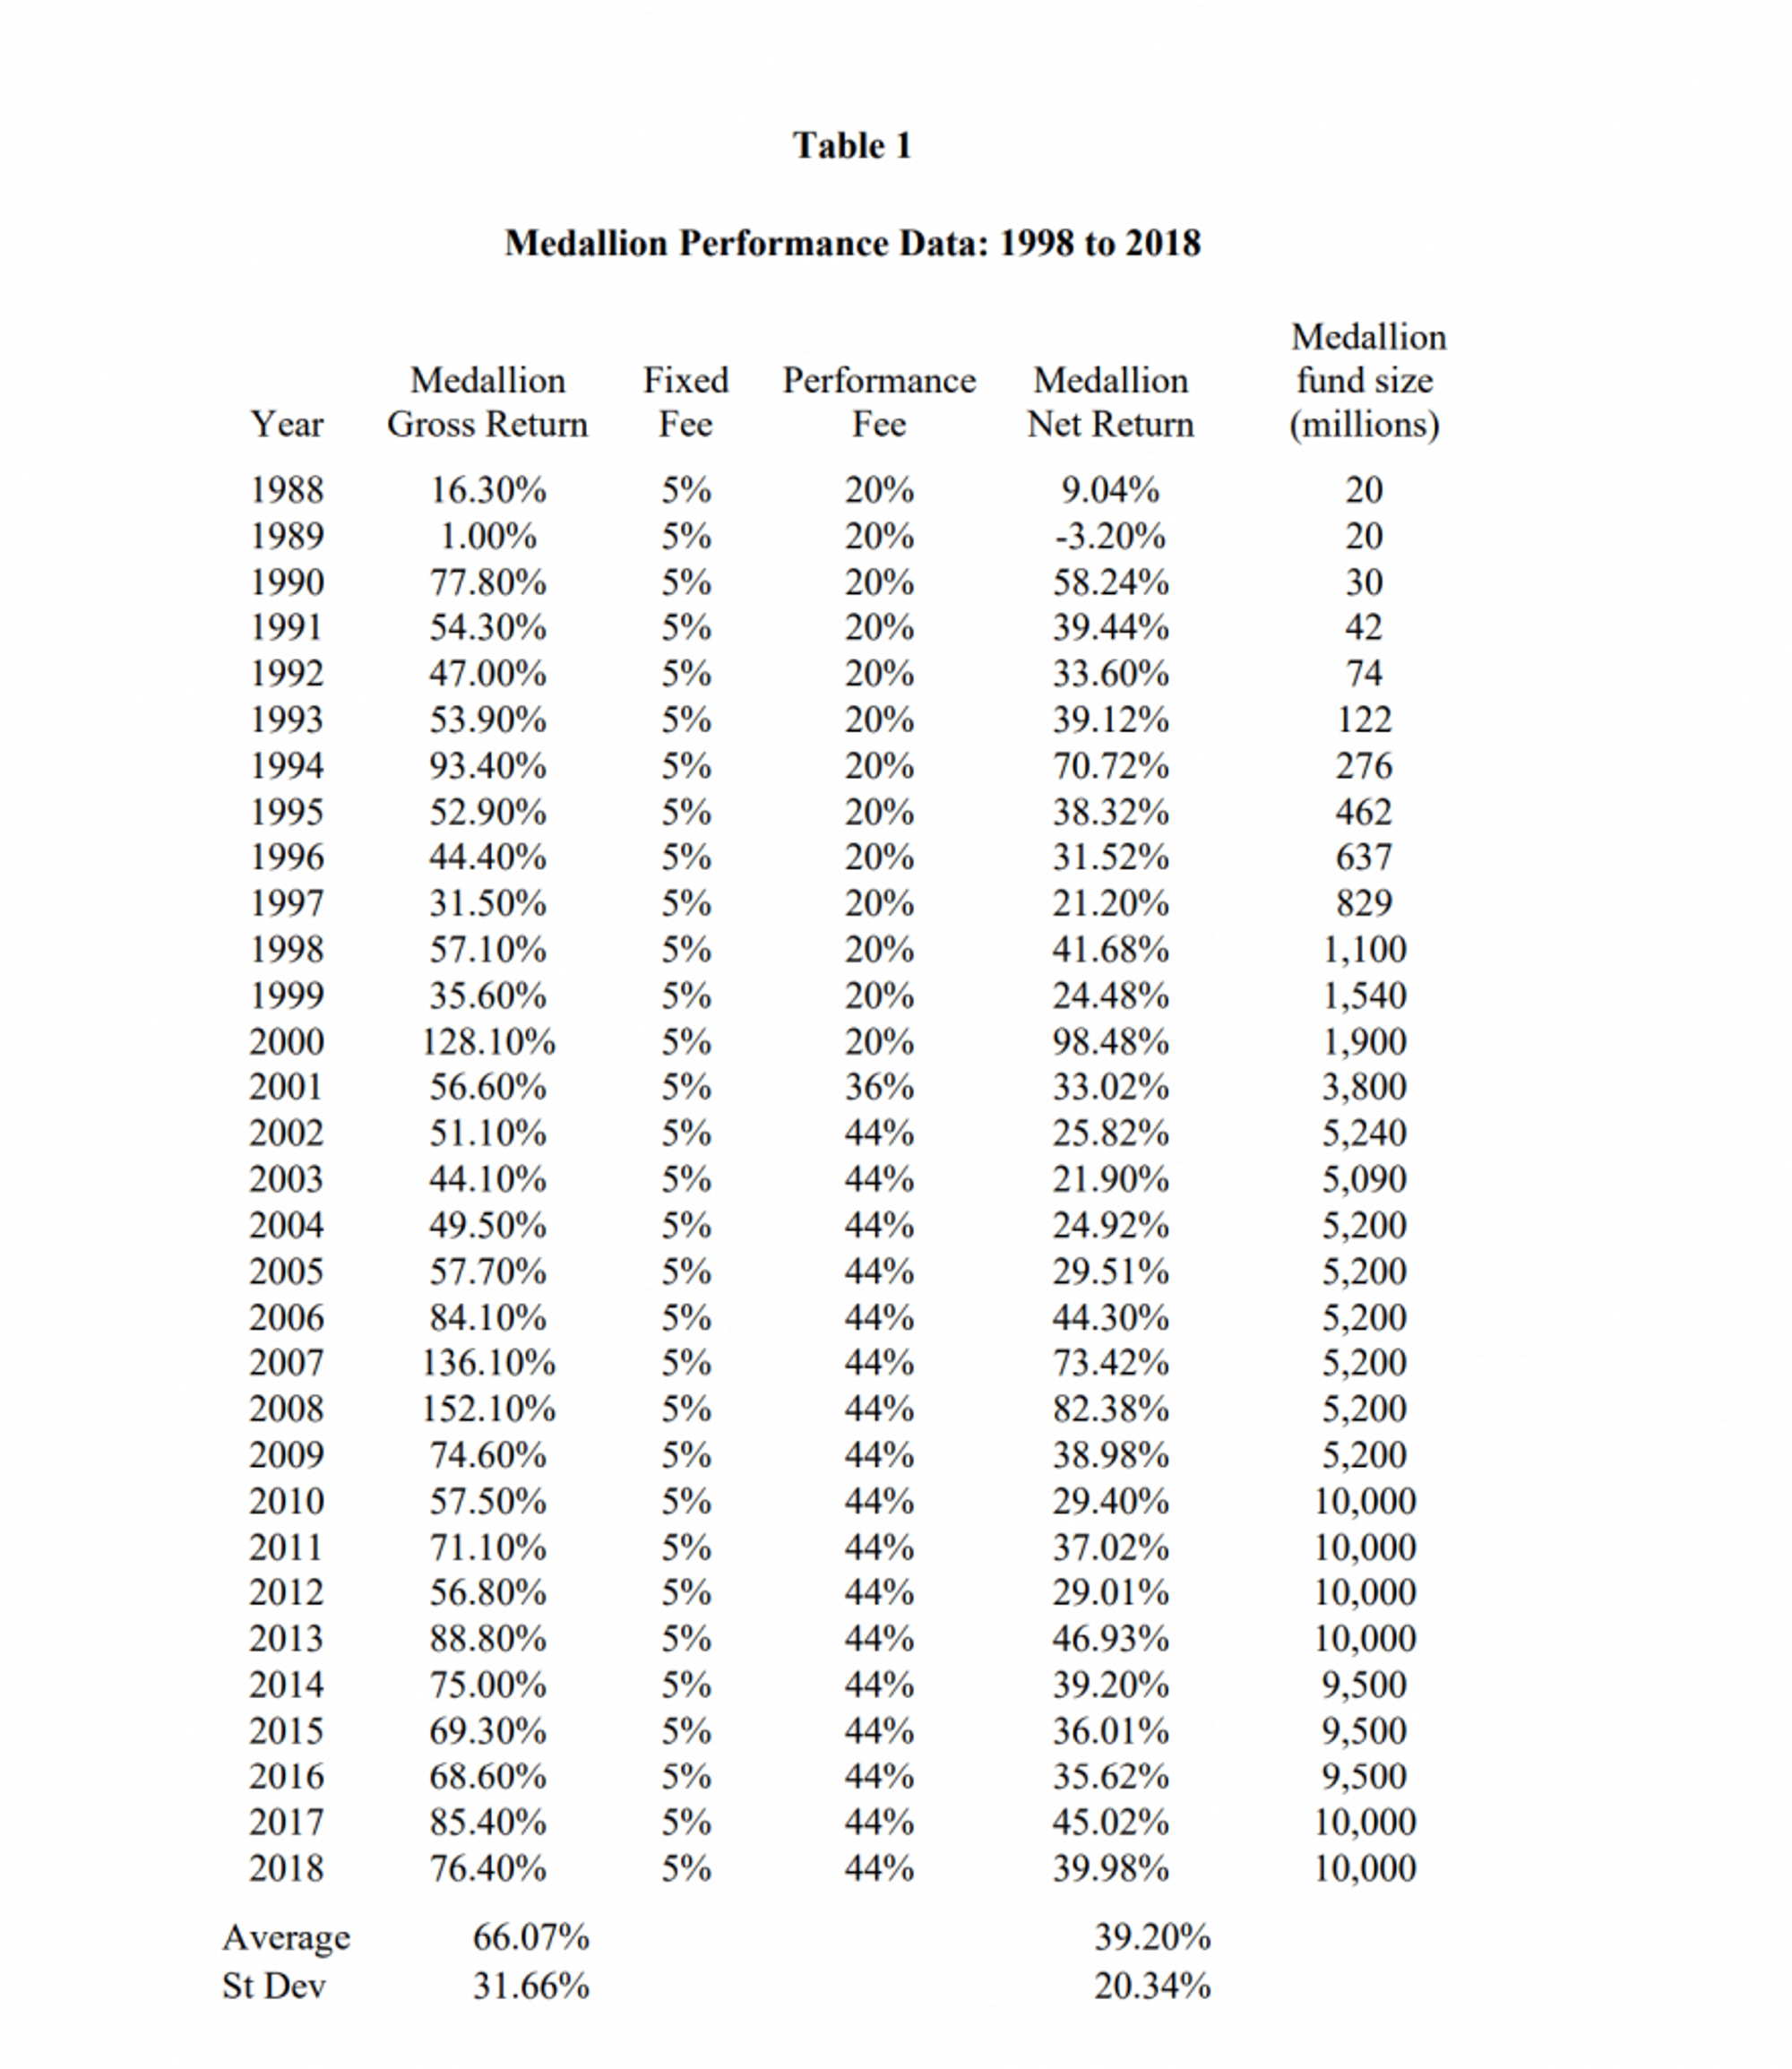 Table 1
Medallion Performance Data: 1998 to 2018
Medallion
Medallion Fixed Performance Medallion fund size
Year Gross Return Fee Fee Net Return (millions)
1988 16.30% 5% 20% 9.04% 20
1989 1.00% 5% 20% -3.20% 20
1990 77.80% 5% 20% 58.24% 30
1991 54.30% 5% 20% 39.44% 42
1992 47.00% 5% 20% 33.60% 74
1993 53.90% 5% 20% 39.12% 122
1994 93.40% 5% 20% 70.72% 276
1995 52.90% 5% 20% 38.32% 462
1996 44.40% 5% 20% 31.52% 637
1997 31.50% 5% 20% 21.20% 829
1998 57.10% 5% 20% 41.68% 1,100
1999 35.60% 5% 20% 24.48% 1,540
2000 128.10% 5% 20% 98.48% 1,900
2001 56.60% 5% 36% 33.02% 3,800
2002 51.10% 5% 44% 25.82% 5,240
2003 44.10% 5% 44% 21.90% 5,090
2004 49.50% 5% 44% 24.92% 5,200
2005 57.70% 5% 44% 29.51% 5,200
2006 84.10% 5% 44% 44.30% 5,200
2007 136.10% 5% 44% 73.42% 5,200
2008 152.10% 5% 44% 82.38% 5,200
2009 74.60% 5% 44% 38.98% 5,200
2010 57.50% 5% 44% 29.40% 10,000
2011 71.10% 5% 44% 37.02% 10,000
2012 56.80% 5% 44% 29.01% 10,000
2013 88.80% 5% 44% 46.93% 10,000
2014 75.00% 5% 44% 39.20% 9,500
2015 69.30% 5% 44% 36.01% 9,500
2016 68.60% 5% 44% 35.62% 9,500
2017 85.40% 5% 44% 45.02% 10,000
2018 76.40% 5% 44% 39.98% 10,000
Average 66.07% 39.20%
St Dev 31.66% 20.34%